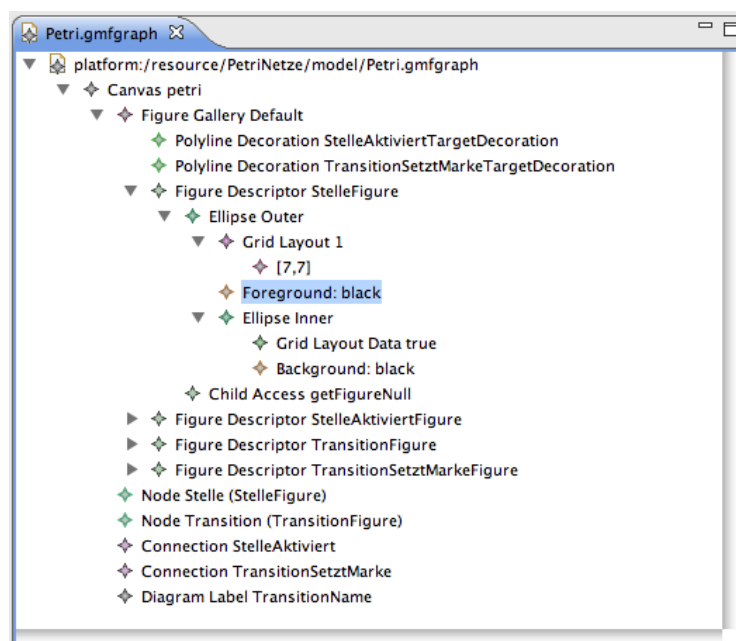 Petri.gmfgraph
platform:/resource/PetriNetze/model/Petri.gmfgraph
Canvas petri
Figure Gallery Default
Polyline Decoration StelleAktiviertTargetDecoration
Polyline Decoration TransitionSetztMarkeTargetDecoration
Figure Descriptor StelleFigure
Ellipse Outer
Grid Layout 1
[7,7]
Foreground: black
Ellipse Inner
Grid Layout Data true
Background: black
Child Access getFigureNull
Figure Descriptor StelleAktiviertFigure
Figure Descriptor TransitionFigure
Figure Descriptor TransitionSetztMarkeFigure
Node Stelle (StelleFigure)
Node Transition (TransitionFigure)
Connection StelleAktiviert
Connection TransitionSetztMarke
Diagram Label TransitionName